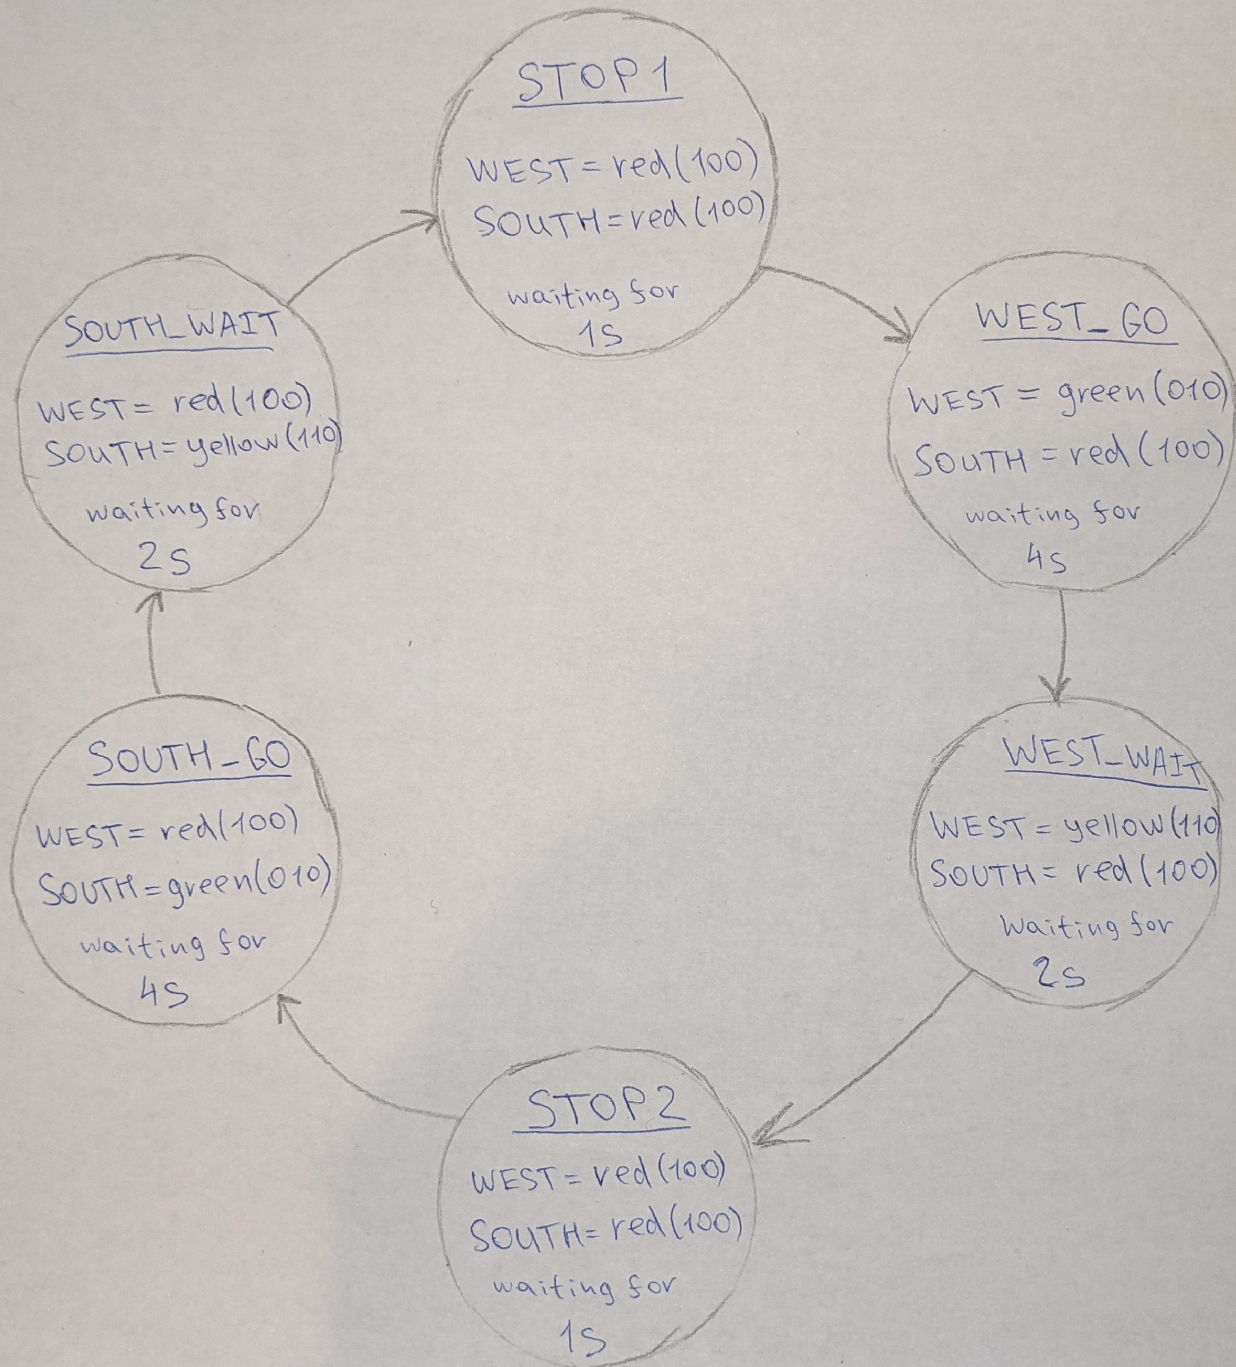 STOP1
WEST = red(100)
SOUTH = red(100)
waiting for
1s
WEST_GO
WEST = green(010)
SOUTH = red(100)
waiting for
4s
WEST_WAIT
WEST = yellow(110)
SOUTH = red(100)
Waiting for
2s
STOP2
WEST = red(100)
SOUTH = red(100)
waiting for
1s
SOUTH_GO
WEST = red(100)
SOUTH = green(010)
waiting for
4s
SOUTH_WAIT
WEST = red(100)
SOUTH = yellow(110)
waiting for
2s